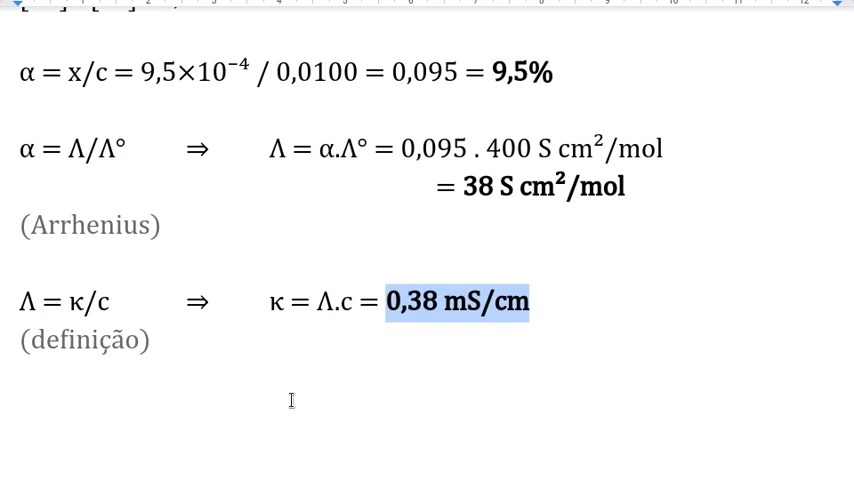 α = x/c = 9,5×10⁻⁴ / 0,0100 = 0,095 = 9,5%
α = Λ/Λ° ⇒ Λ = α.Λ° = 0,095 . 400 S cm²/mol
= 38 S cm²/mol
(Arrhenius)
Λ = κ/c ⇒ κ = Λ.c = 0,38 mS/cm
(definição)